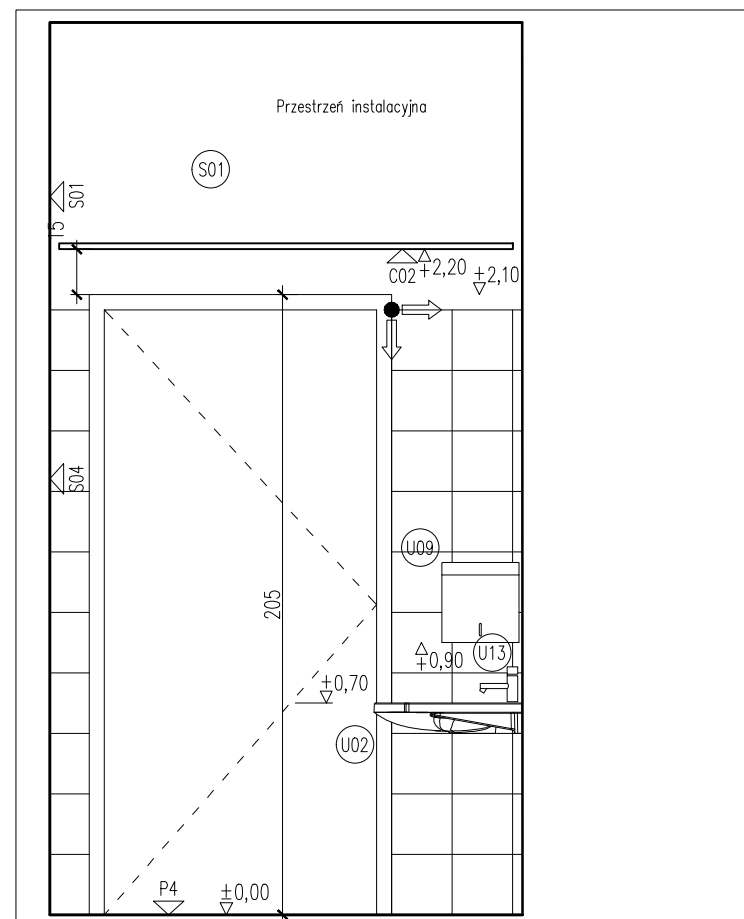 Przestrzeń instalacyjna
S01
S01
15
C02
+2,20
+2,10
S04
U09
205
U13
+0,90
+0,70
U02
P4
±0,00